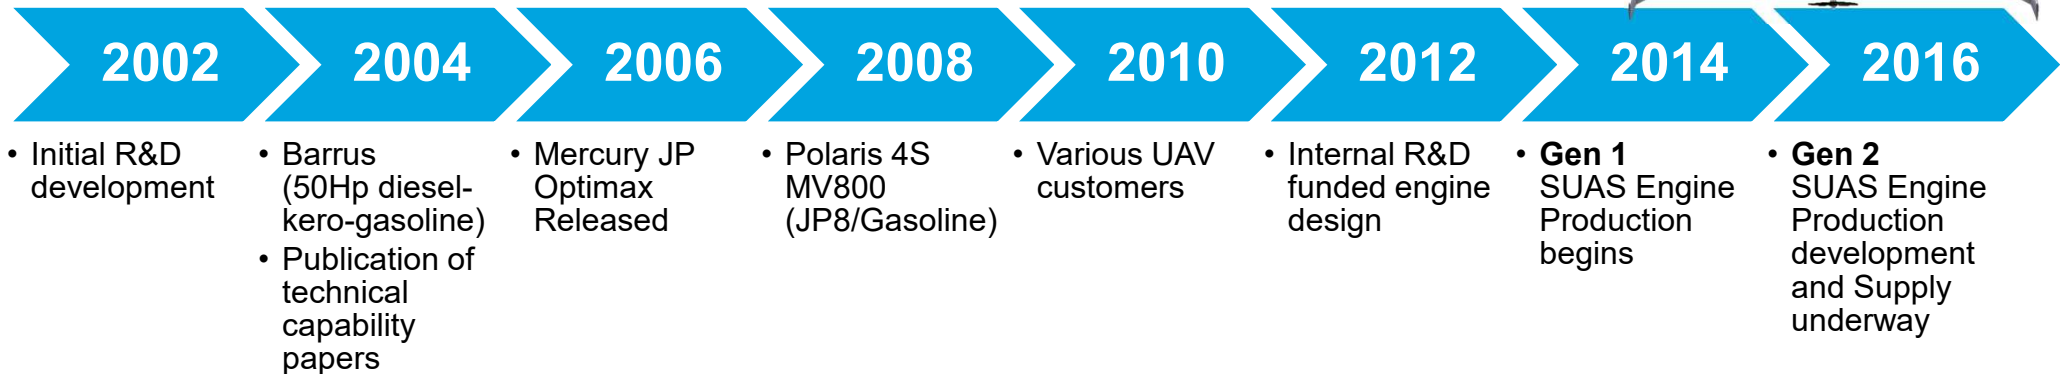 2002
2004
2006
2008
2010
2012
2014
2016
• Initial R&D
development
• Barrus
(50Hp diesel-
kero-gasoline)
• Publication of
technical
capability
papers
• Mercury JP
Optimax
Released
• Polaris 4S
MV800
(JP8/Gasoline)
• Various UAV
customers
• Internal R&D
funded engine
design
• Gen 1
SUAS Engine
Production
begins
• Gen 2
SUAS Engine
Production
development
and Supply
underway